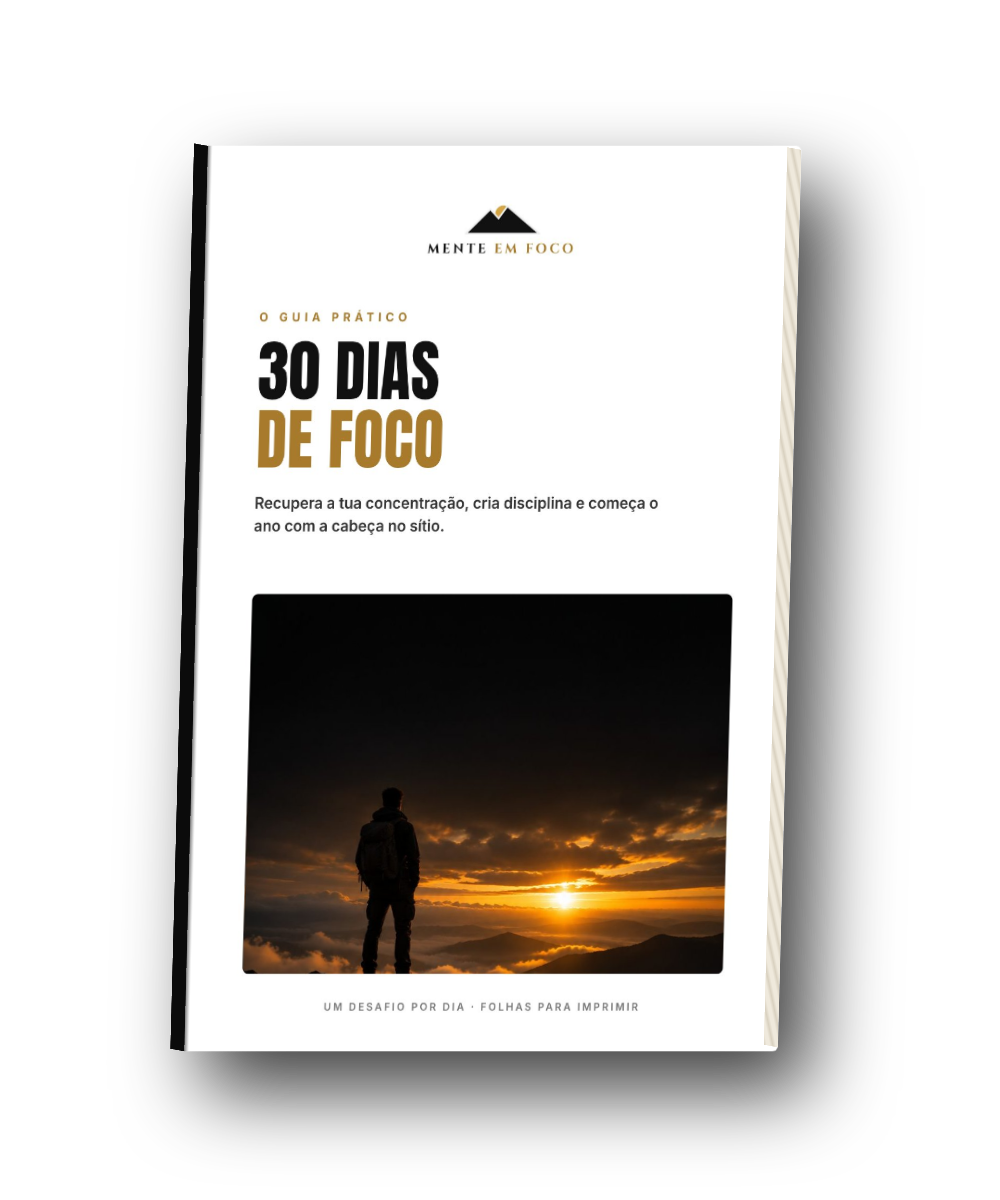 MENTE EM FOCO
O GUIA PRÁTICO
30 DIAS
DE FOCO
Recupera a tua concentração, cria disciplina e começa o
ano com a cabeça no sítio.
UM DESAFIO POR DIA · FOLHAS PARA IMPRIMIR